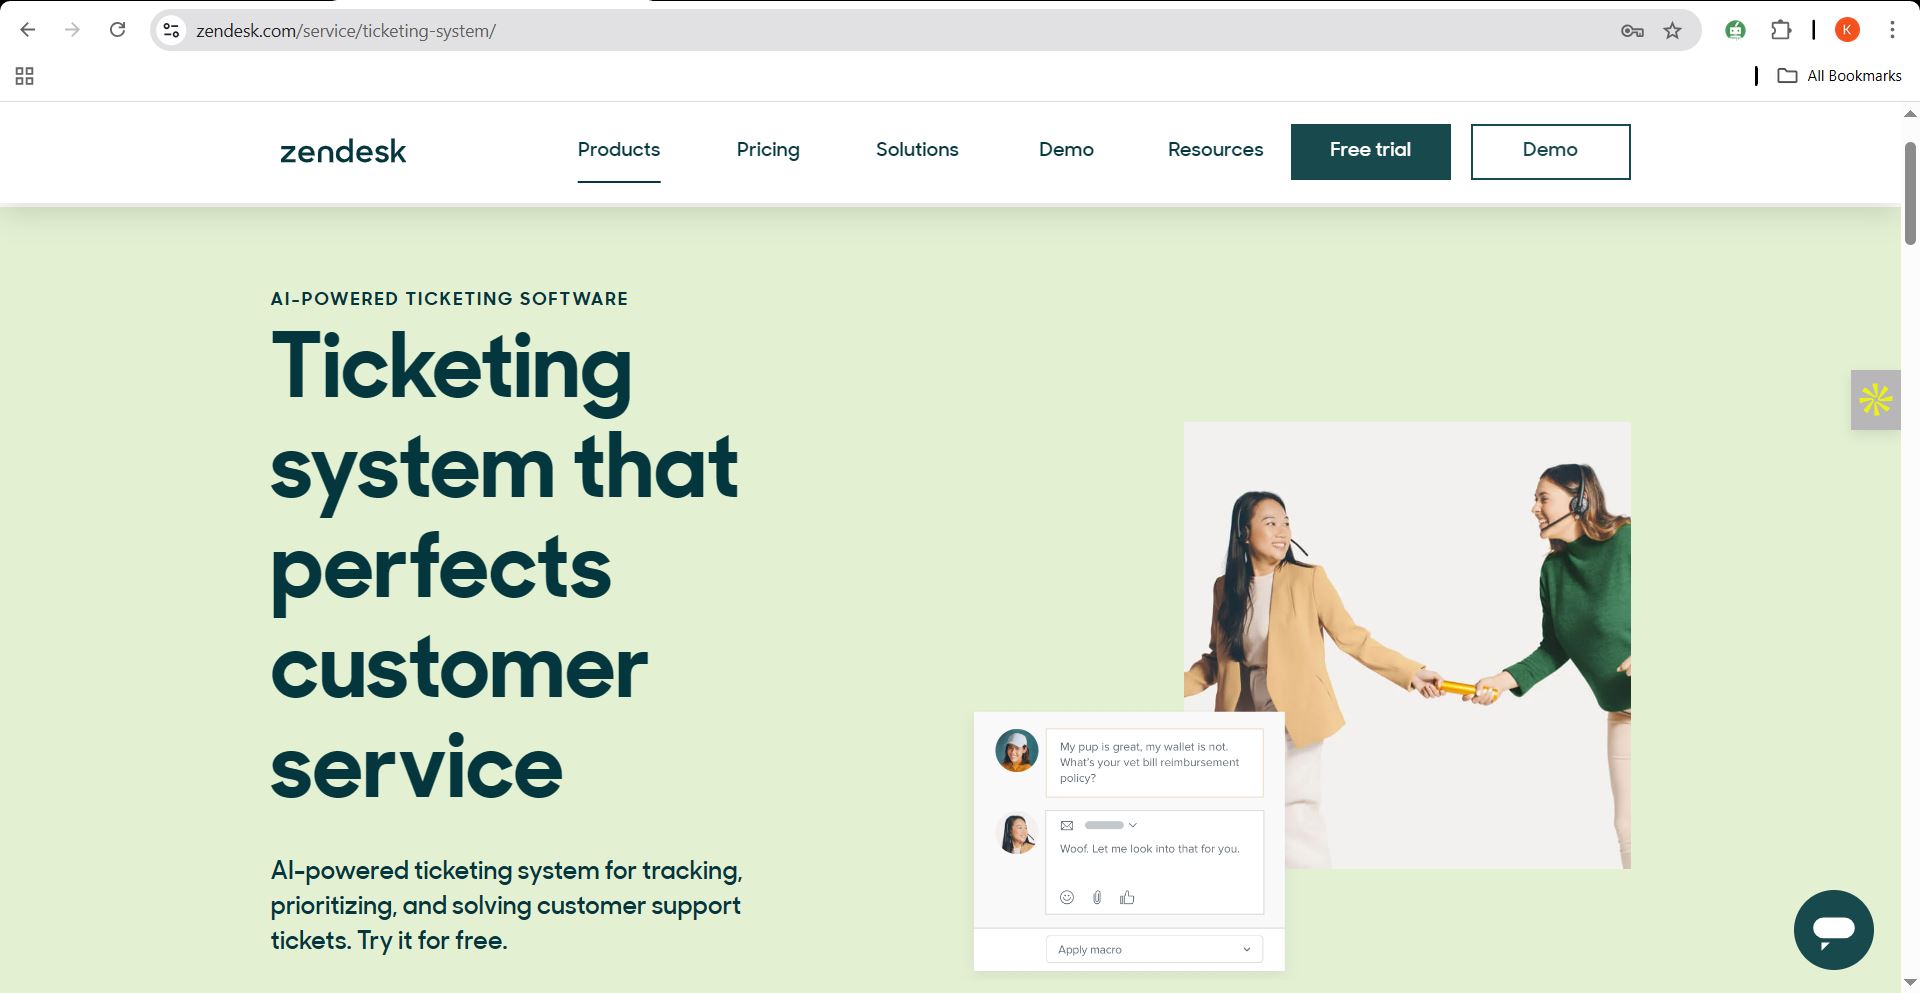 zendesk.com/service/ticketing-system/
K
All Bookmarks
zendesk
Products
Pricing
Solutions
Demo
Resources
Free trial
Demo
AI-POWERED TICKETING SOFTWARE
Ticketing
system that
perfects
customer
service
AI-powered ticketing system for tracking,
prioritizing, and solving customer support
tickets. Try it for free.
My pup is great, my wallet is not.
What's your vet bill reimbursement
policy?
Woof. Let me look into that for you.
Apply macro